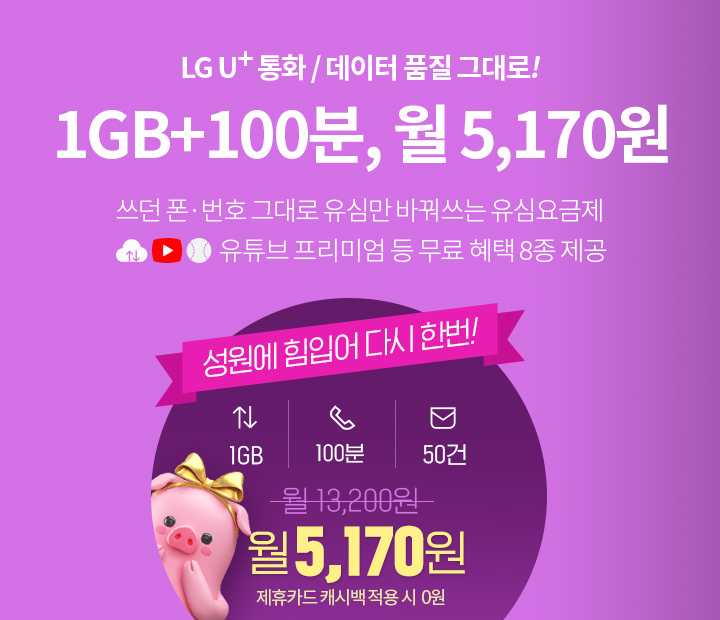 LG U+ 통화 / 데이터 품질 그대로!
1GB+100분, 월 5,170원
쓰던 폰·번호 그대로 유심만 바꿔쓰는 유심요금제
유튜브 프리미엄 등 무료 혜택 8종 제공
성원에 힘입어 다시 한번!
1GB 100분 50건
월 13,200원
월 5,170원
제휴카드 캐시백 적용 시 0원